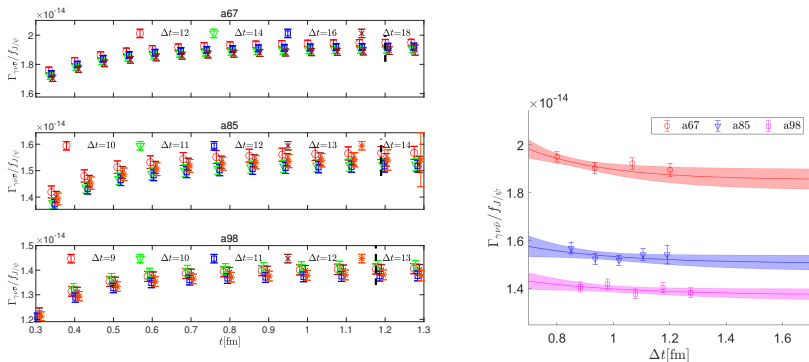 a67
×10⁻¹⁴
Δt=12 Δt=14 Δt=16 Δt=18
2
1.8
1.6
Γγνν̄/fJ/ψ
a85
×10⁻¹⁴
Δt=10 Δt=11 Δt=12 Δt=13 Δt=14
1.6
1.5
1.4
Γγνν̄/fJ/ψ
a98
×10⁻¹⁴
Δt=9 Δt=10 Δt=11 Δt=12 Δt=13
1.5
1.4
1.3
1.2
Γγνν̄/fJ/ψ
0.3 0.4 0.5 0.6 0.7 0.8 0.9 1 1.1 1.2 1.3
t[fm]
×10⁻¹⁴
a67 a85 a98
2
1.8
1.6
1.4
Γγνν̄/fJ/ψ
0.8 1 1.2 1.4 1.6
Δt[fm]